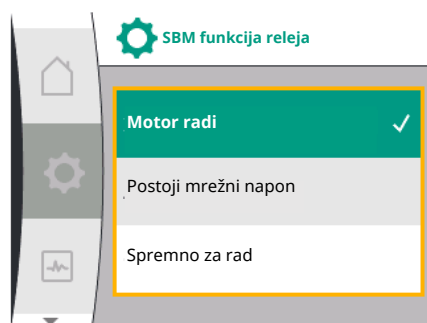 SBM funkcija releja
Motor radi
Postoji mrežni napon
Spremno za rad